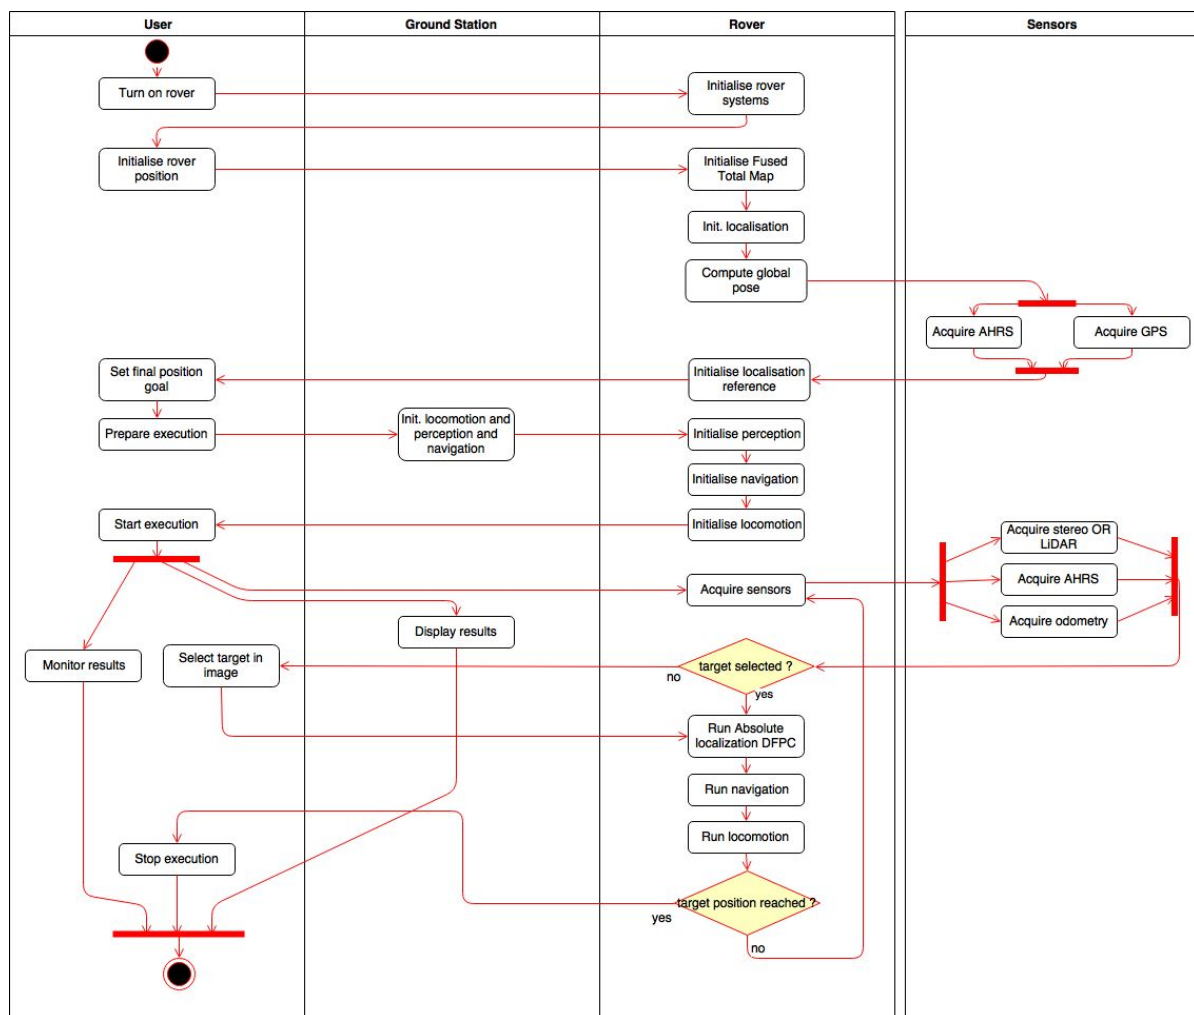 User
Ground Station
Rover
Sensors
Turn on rover
Initialise rover
systems
Initialise rover
position
Initialise Fused
Total Map
Init. localisation
Compute global
pose
Acquire AHRS
Acquire GPS
Set final position
goal
Initialise localisation
reference
Prepare execution
Init. locomotion and
perception and
navigation
Initialise perception
Initialise navigation
Start execution
Initialise locomotion
Acquire stereo OR
LiDAR
Acquire AHRS
Acquire odometry
Acquire sensors
Display results
Monitor results
Select target in
image
target selected ?
no
yes
Run Absolute
localization DFPC
Run navigation
Run locomotion
Stop execution
target position reached ?
yes
no